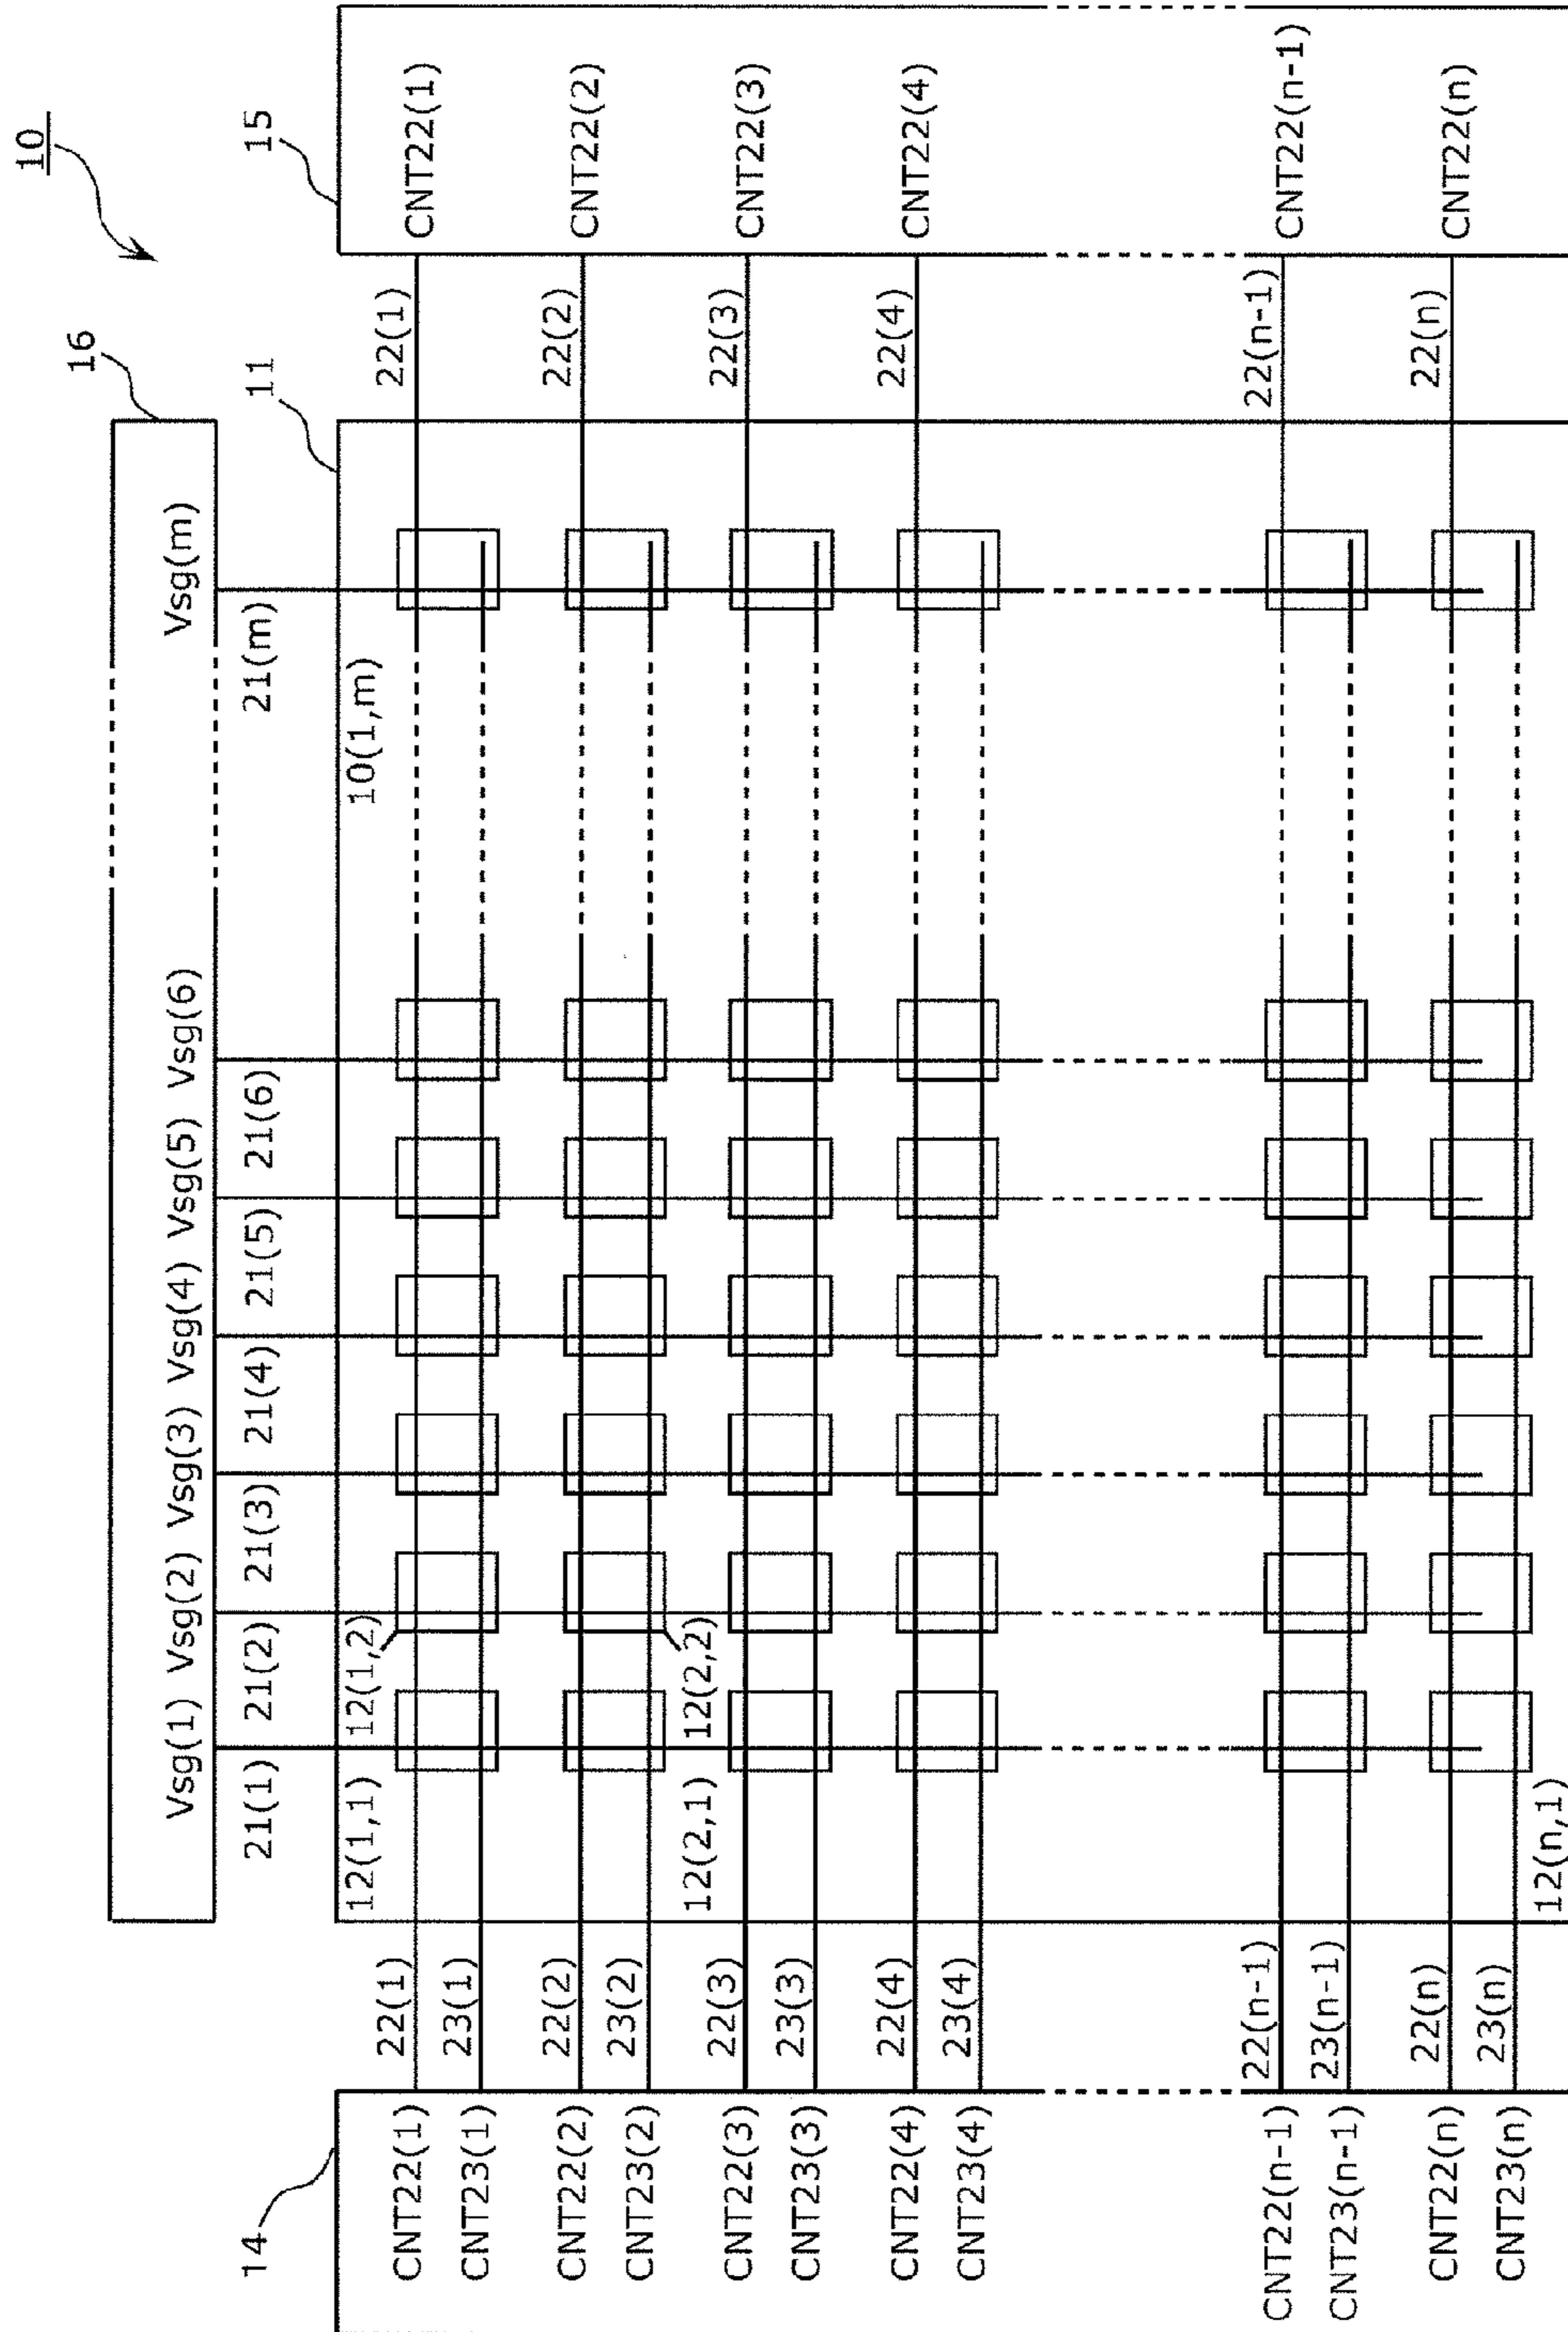 10
16
Vsg(1) Vsg(2) Vsg(3) Vsg(4) Vsg(5) Vsg(6) Vsg(m)
14
21(1) 21(2) 21(3) 21(4) 21(5) 21(6) 21(m)
11
15
12(1,1) 12(1,2) 10(1,m)
CNT22(1) 22(1) 22(1) CNT22(1)
CNT23(1) 23(1)
CNT22(2) 22(2) 22(2) CNT22(2)
CNT23(2) 23(2)
12(2,1) 12(2,2)
CNT22(3) 22(3) 22(3) CNT22(3)
CNT23(3) 23(3)
CNT22(4) 22(4) 22(4) CNT22(4)
CNT23(4) 23(4)
CNT22(n-1) 22(n-1) 22(n-1) CNT22(n-1)
CNT23(n-1) 23(n-1)
CNT22(n) 22(n) 22(n) CNT22(n)
CNT23(n) 23(n)
12(n,1)